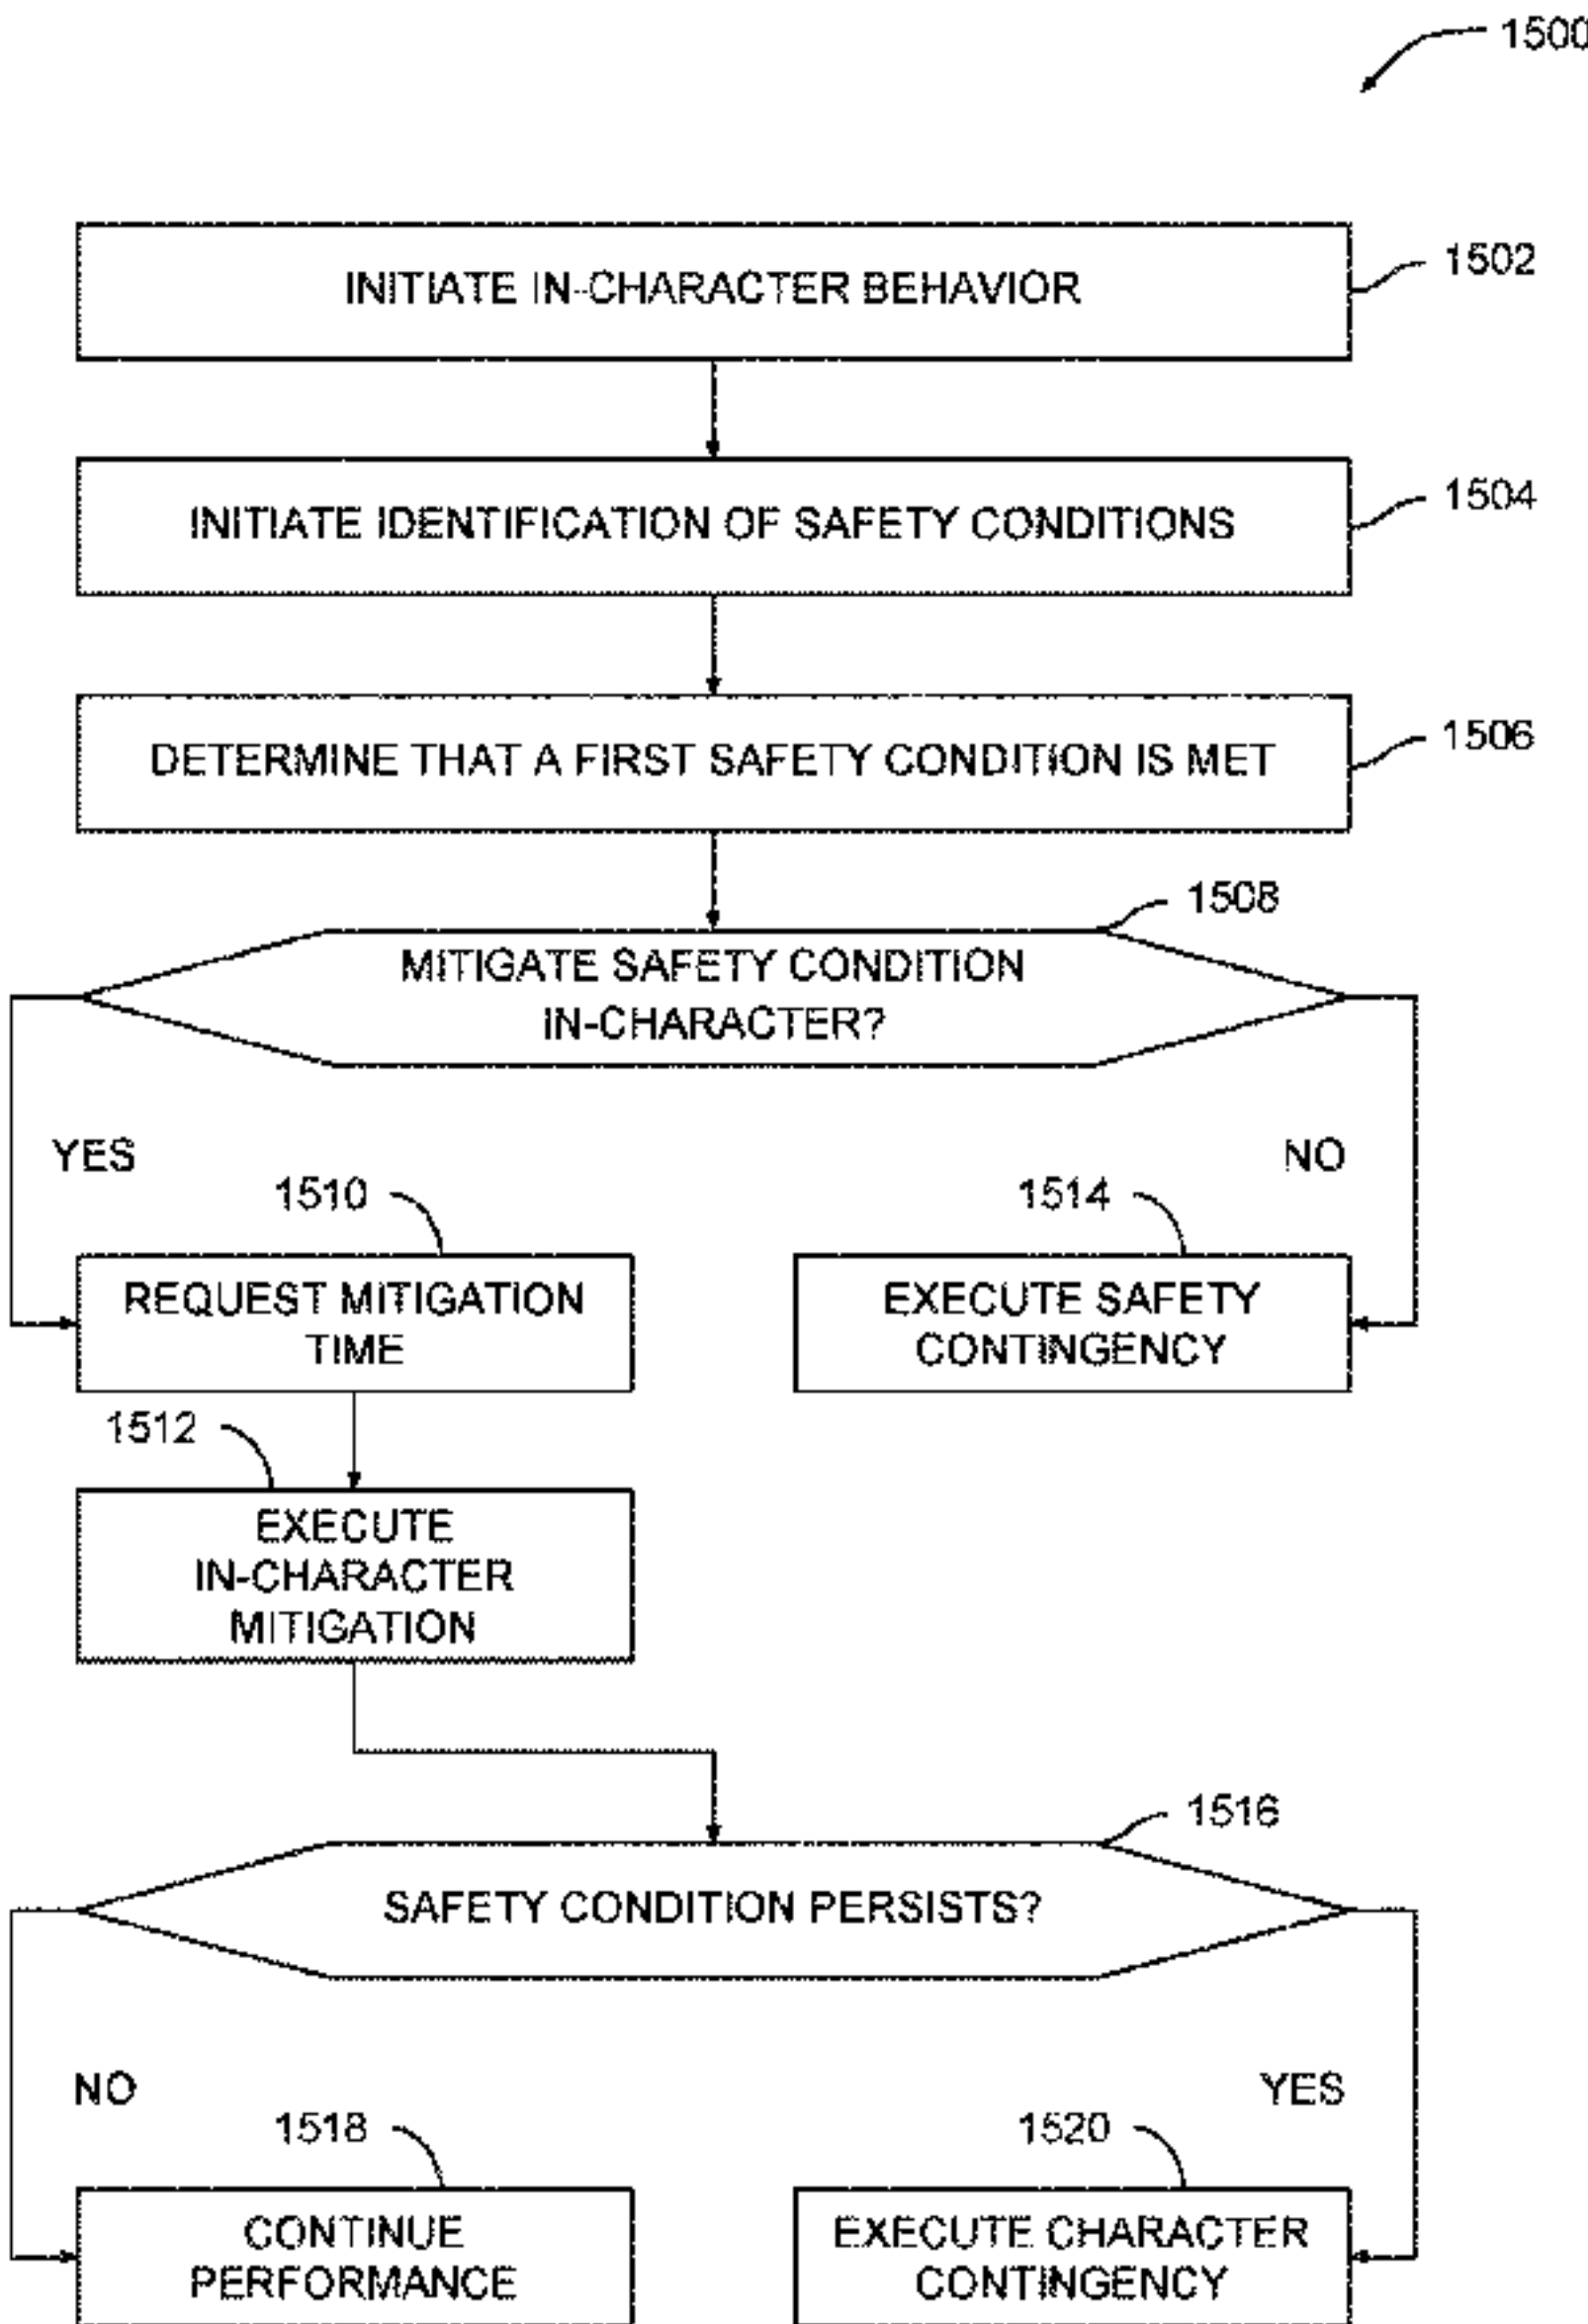 1500
INITIATE IN-CHARACTER BEHAVIOR
1502
INITIATE IDENTIFICATION OF SAFETY CONDITIONS
1504
DETERMINE THAT A FIRST SAFETY CONDITION IS MET
1506
1508
MITIGATE SAFETY CONDITION
IN-CHARACTER?
YES
NO
1510
1514
REQUEST MITIGATION
TIME
EXECUTE SAFETY
CONTINGENCY
1512
EXECUTE
IN-CHARACTER
MITIGATION
1516
SAFETY CONDITION PERSISTS?
NO
YES
1518
1520
CONTINUE
PERFORMANCE
EXECUTE CHARACTER
CONTINGENCY